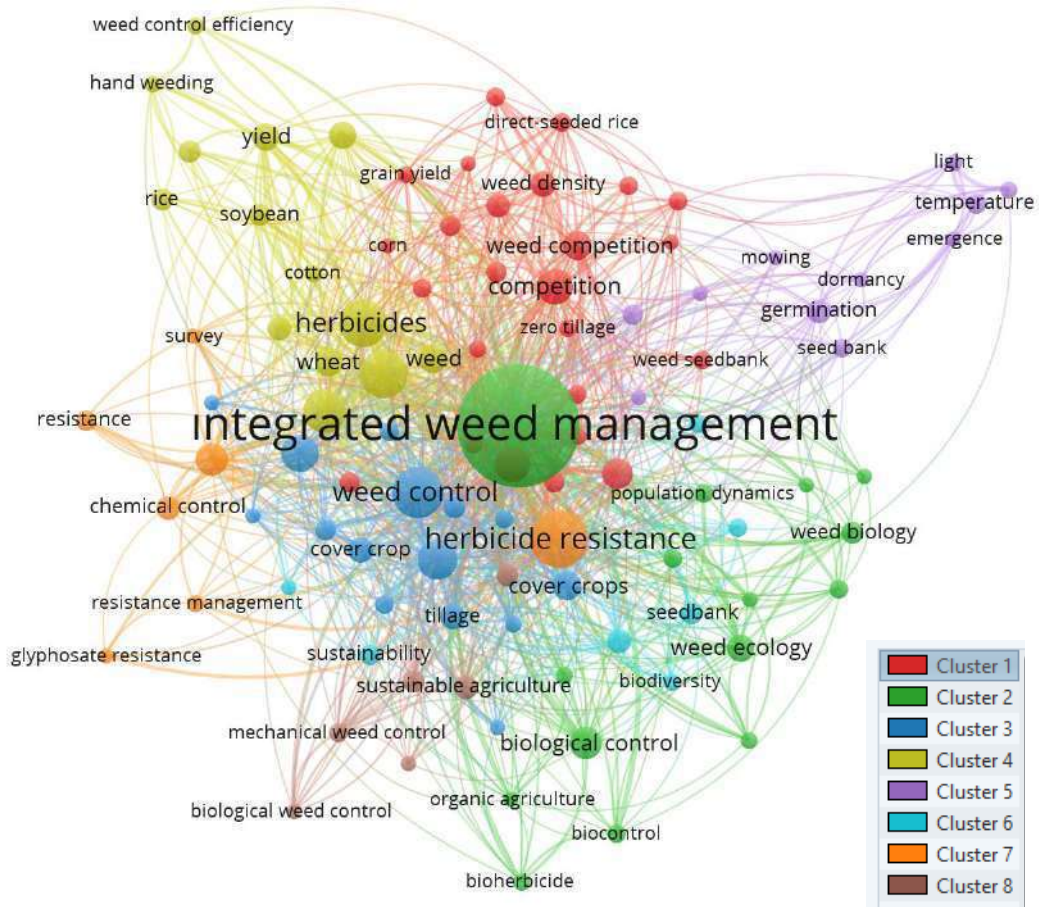 weed control efficiency
hand weeding
direct-seeded rice
yield
light
grain yield
weed density
rice
temperature
soybean
emergence
corn
weed competition
mowing
cotton
dormancy
competition
germination
herbicides
zero tillage
survey
seed bank
wheat
weed
weed seedbank
resistance
integrated weed management
weed control
population dynamics
chemical control
weed biology
herbicide resistance
cover crop
cover crops
resistance management
tillage
seedbank
glyphosate resistance
sustainability
weed ecology
sustainable agriculture
biodiversity
mechanical weed control
biological control
organic agriculture
biological weed control
biocontrol
bioherbicide
Cluster 1
Cluster 2
Cluster 3
Cluster 4
Cluster 5
Cluster 6
Cluster 7
Cluster 8